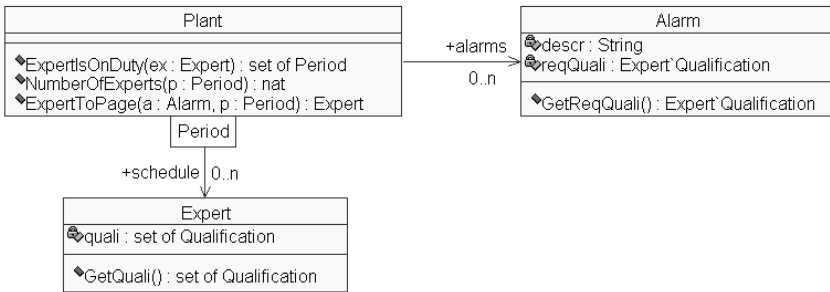 Plant
ExpertIsOnDuty(ex : Expert) : set of Period
NumberOfExperts(p : Period) : nat
ExpertToPage(a : Alarm, p : Period) : Expert
Period
+alarms
0..n
Alarm
descr : String
reqQuali : Expert`Qualification
GetReqQuali() : Expert`Qualification
+schedule
0..n
Expert
quali : set of Qualification
GetQuali() : set of Qualification